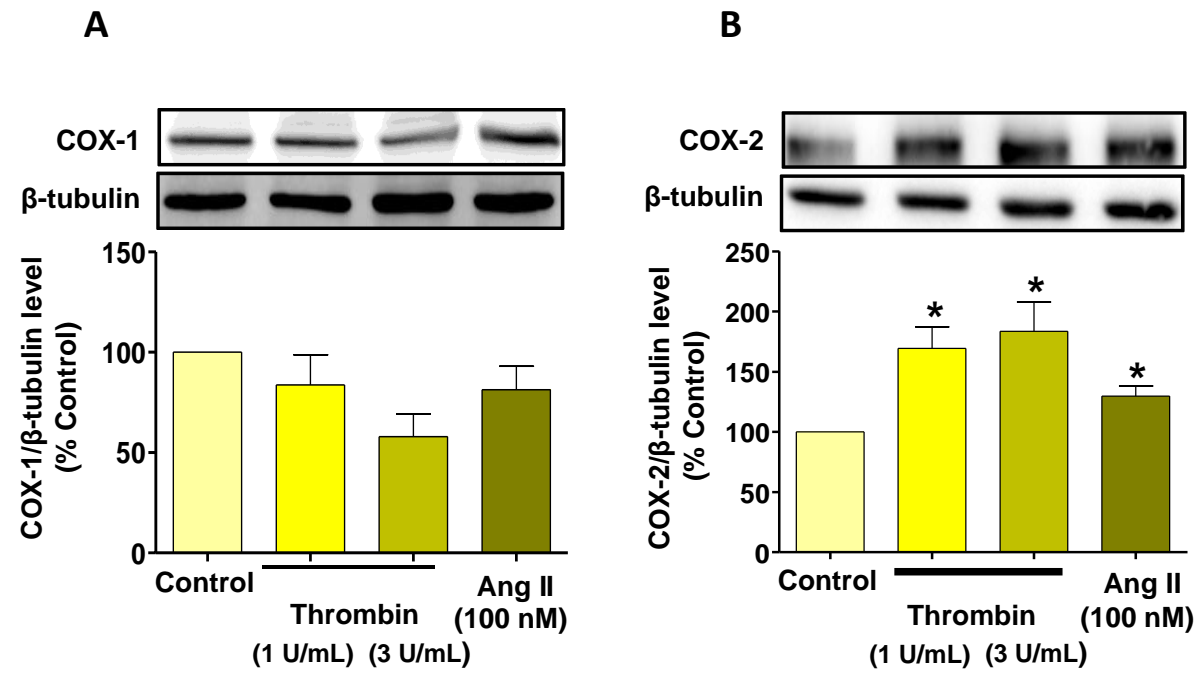 A
COX-1
β-tubulin
COX-1/β-tubulin level
(% Control)
150
100
50
0
Control
Thrombin
(1 U/mL) (3 U/mL)
Ang II
(100 nM)
B
COX-2
β-tubulin
COX-2/β-tubulin level
(% Control)
250
200
150
100
50
0
*
*
*
Control
Thrombin
(1 U/mL) (3 U/mL)
Ang II
(100 nM)